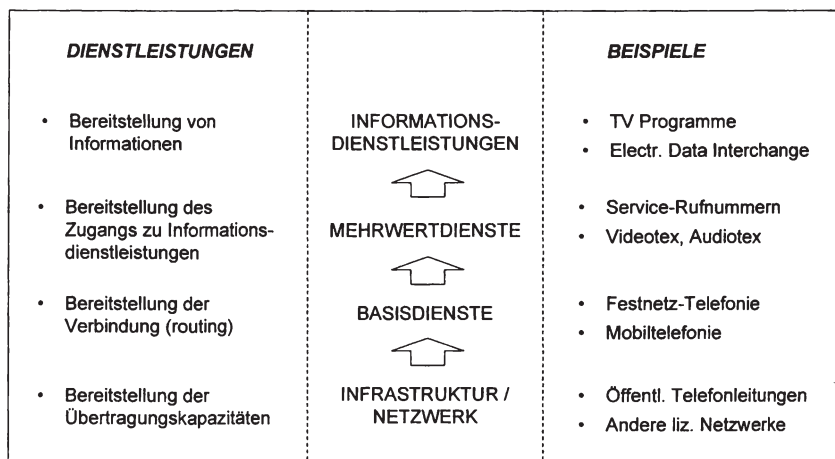 DIENSTLEISTUNGEN
BEISPIELE
• Bereitstellung von
Informationen
INFORMATIONS-
DIENSTLEISTUNGEN
• TV Programme
• Electr. Data Interchange
• Bereitstellung des
Zugangs zu Informations-
dienstleistungen
MEHRWERTDIENSTE
• Service-Rufnummern
• Videotex, Audiotex
• Bereitstellung der
Verbindung (routing)
BASISDIENSTE
• Festnetz-Telefonie
• Mobiltelefonie
• Bereitstellung der
Übertragungskapazitäten
INFRASTRUKTUR /
NETZWERK
• Öffentl. Telefonleitungen
• Andere liz. Netzwerke